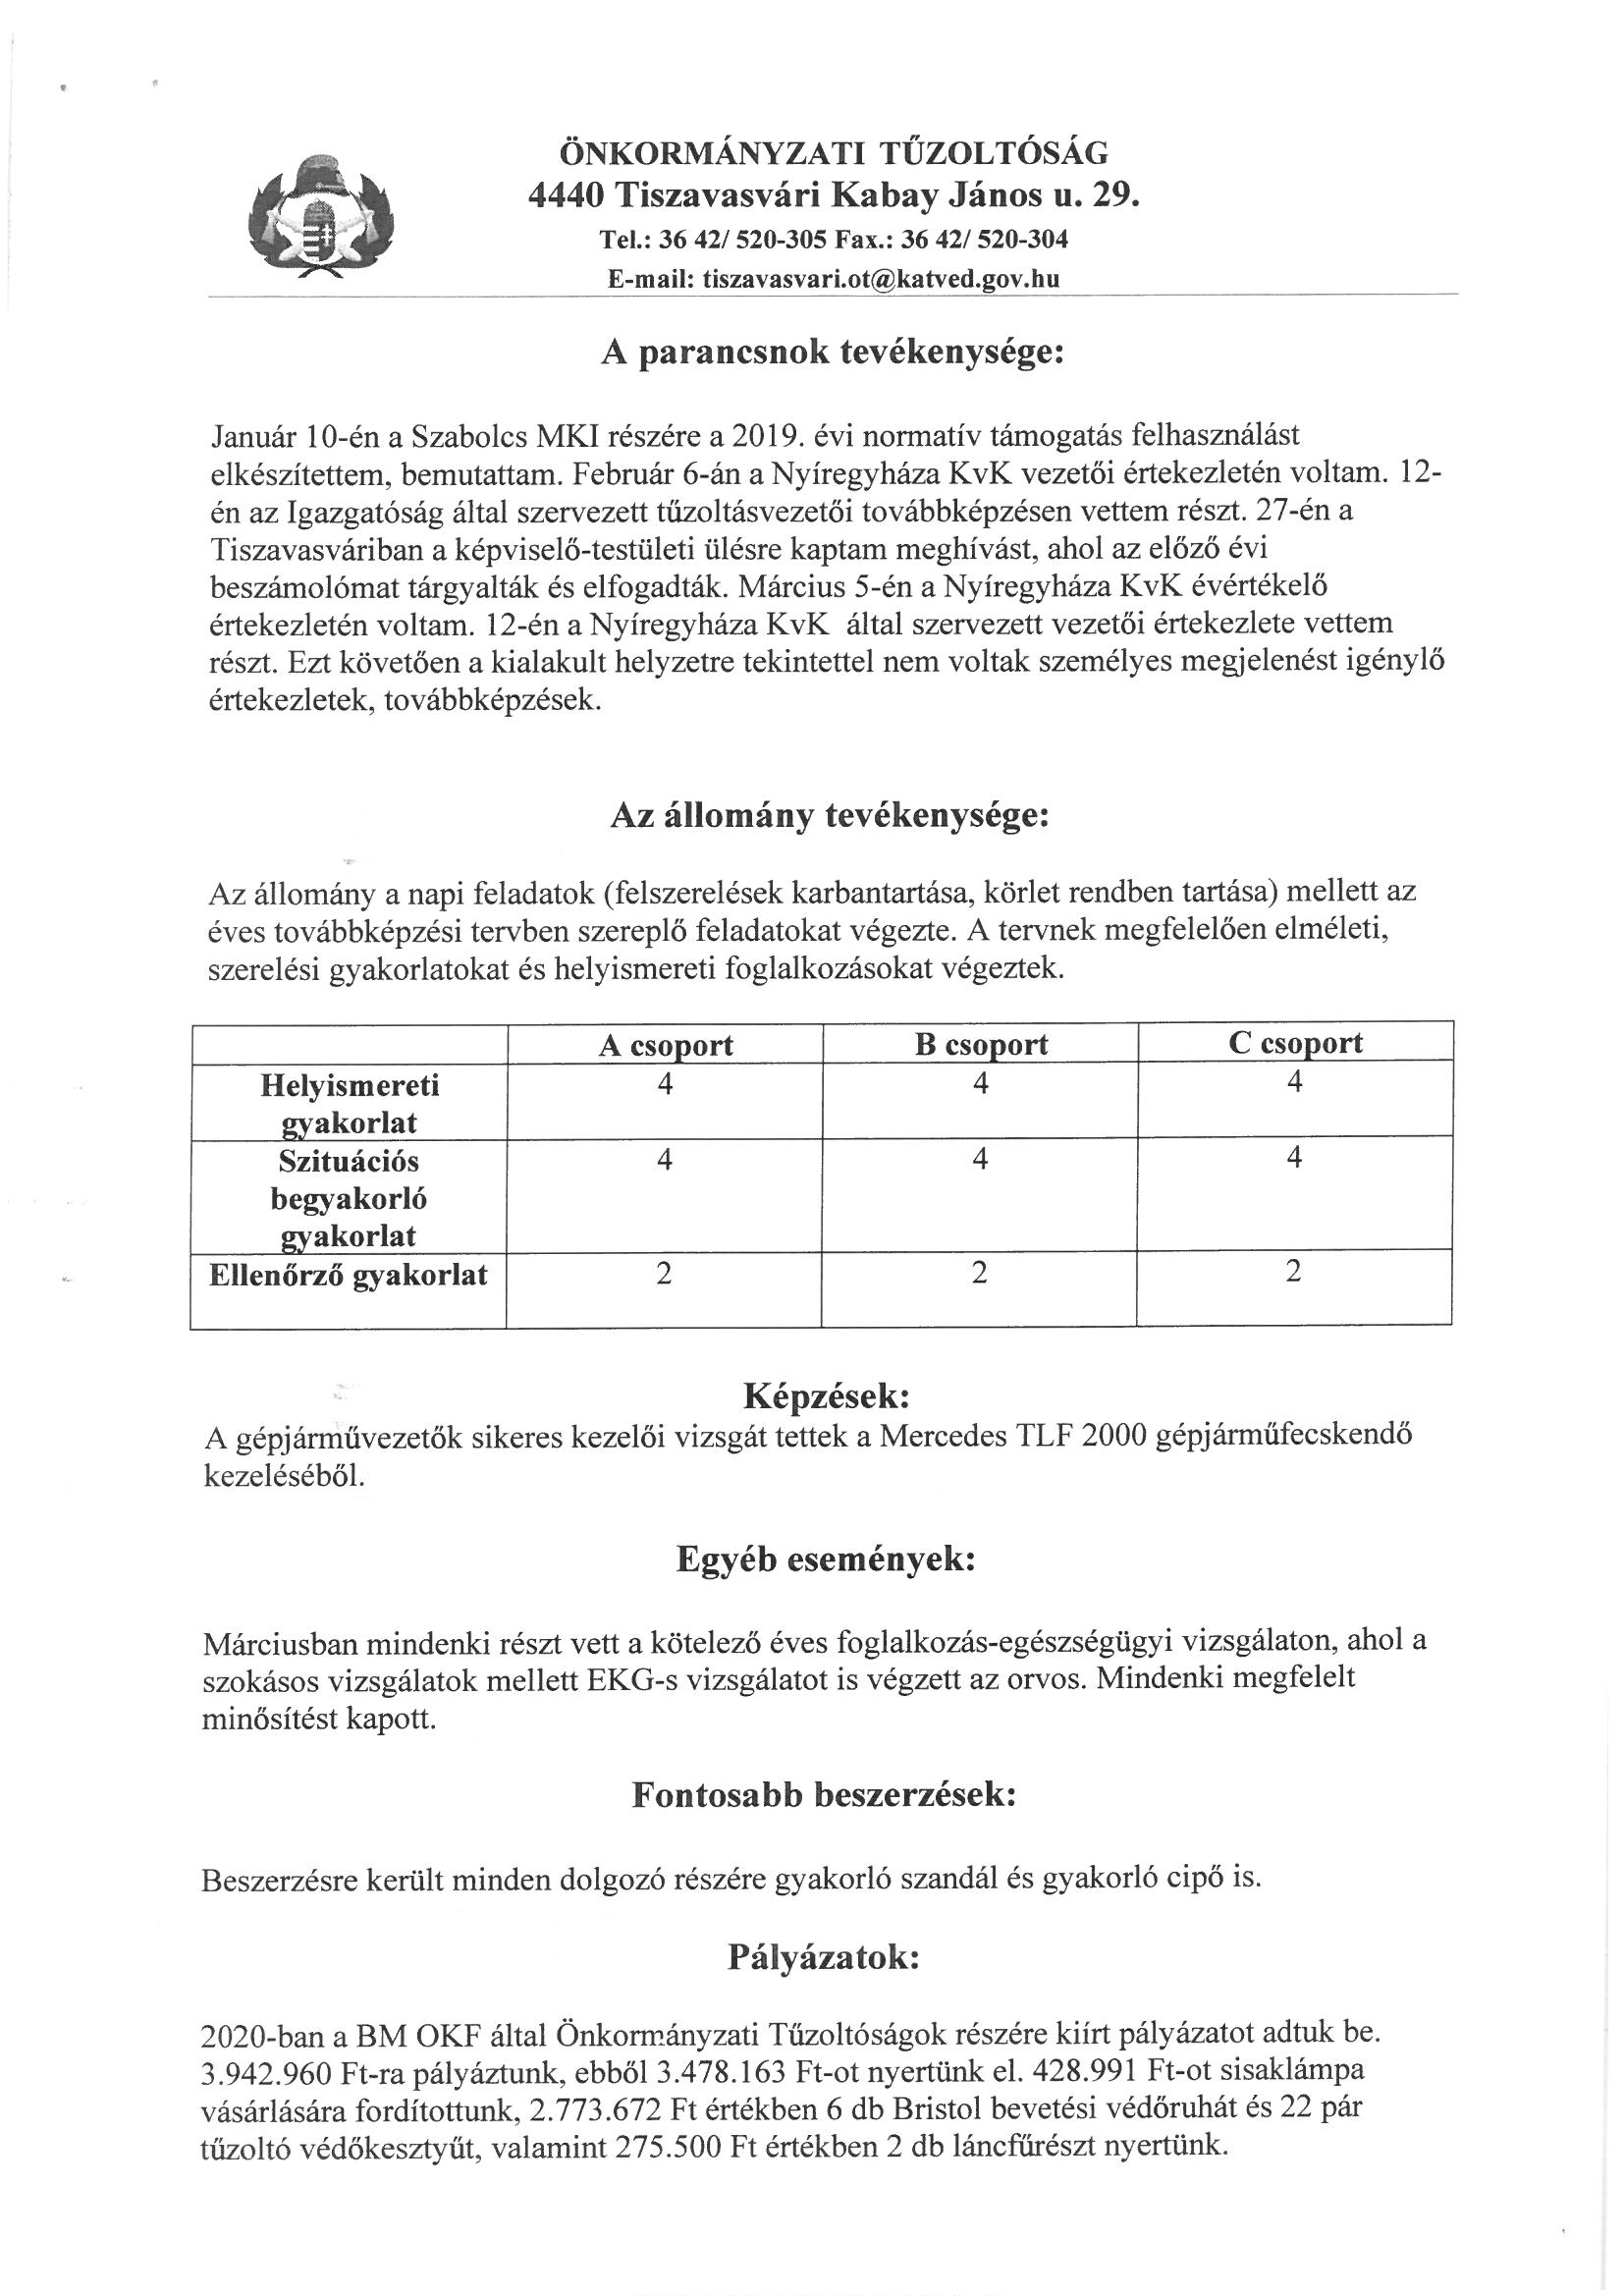 ÖNKORMÁNYZATI TŰZOLTÓSÁG
4440 Tiszavasvári Kabay János u. 29.
Tel.: 36 42/ 520-305 Fax.: 36 42/ 520-304
E-mail: tiszavasvari.ot@katved.gov.hu
A parancsnok tevékenysége:
Január 10-én a Szabolcs MKI részére a 2019. évi normatív támogatás felhasználást
elkészítettem, bemutattam. Február 6-án a Nyíregyháza KvK vezetői értekezletén voltam. 12-
én az Igazgatóság által szervezett tűzoltásvezetői továbbképzésen vettem részt. 27-én a
Tiszavasváriban a képviselő-testületi ülésre kaptam meghívást, ahol az előző évi
beszámolómat tárgyalták és elfogadták. Március 5-én a Nyíregyháza KvK évértékelő
értekezletén voltam. 12-én a Nyíregyháza KvK által szervezett vezetői értekezlete vettem
részt. Ezt követően a kialakult helyzetre tekintettel nem voltak személyes megjelenést igénylő
értekezletek, továbbképzések.
Az állomány tevékenysége:
Az állomány a napi feladatok (felszerelések karbantartása, körlet rendben tartása) mellett az
éves továbbképzési tervben szereplő feladatokat végezte. A tervnek megfelelően elméleti,
szerelési gyakorlatokat és helyismereti foglalkozásokat végeztek.
A csoport B csoport C csoport
Helyismereti 4 4 4
gyakorlat
Szituációs 4 4 4
begyakorló
gyakorlat
Ellenőrző gyakorlat 2 2 2
Képzések:
A gépjárművezetők sikeres kezelői vizsgát tettek a Mercedes TLF 2000 gépjárműfecskendő
kezeléséből.
Egyéb események:
Márciusban mindenki részt vett a kötelező éves foglalkozás-egészségügyi vizsgálaton, ahol a
szokásos vizsgálatok mellett EKG-s vizsgálatot is végzett az orvos. Mindenki megfelelt
minősítést kapott.
Fontosabb beszerzések:
Beszerzésre került minden dolgozó részére gyakorló szandál és gyakorló cipő is.
Pályázatok:
2020-ban a BM OKF által Önkormányzati Tűzoltóságok részére kiírt pályázatot adtuk be.
3.942.960 Ft-ra pályáztunk, ebből 3.478.163 Ft-ot nyertünk el. 428.991 Ft-ot sisaklámpa
vásárlására fordítottunk, 2.773.672 Ft értékben 6 db Bristol bevetési védőruhát és 22 pár
tűzoltó védőkesztyűt, valamint 275.500 Ft értékben 2 db láncfűrészt nyertünk.